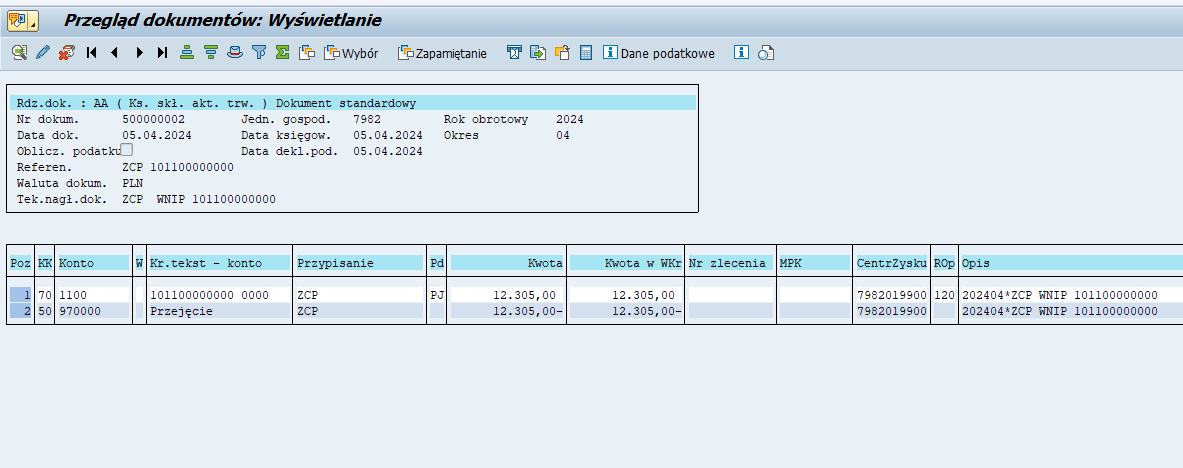 Przegląd dokumentów: Wyświetlanie
Wybór Zapamiętanie Dane podatkowe
Rdz.dok. : AA ( Ks. skł. akt. trw. ) Dokument standardowy
Nr dokum. 500000002 Jedn. gospod. 7982 Rok obrotowy 2024
Data dok. 05.04.2024 Data księgow. 05.04.2024 Okres 04
Oblicz. podatku Data dekl.pod. 05.04.2024
Referen. ZCP 101100000000
Waluta dokum. PLN
Tek.nagł.dok. ZCP WNIP 101100000000
Poz KK Konto W Kr.tekst - konto Przypisanie Pd Kwota Kwota w WKr Nr zlecenia MPK CentrZysku ROp Opis
1 70 1100 101100000000 0000 ZCP PJ 12.305,00 12.305,00 7982019900 120 202404*ZCP WNIP 101100000000
2 50 970000 Przejęcie ZCP 12.305,00- 12.305,00- 7982019900 202404*ZCP WNIP 101100000000